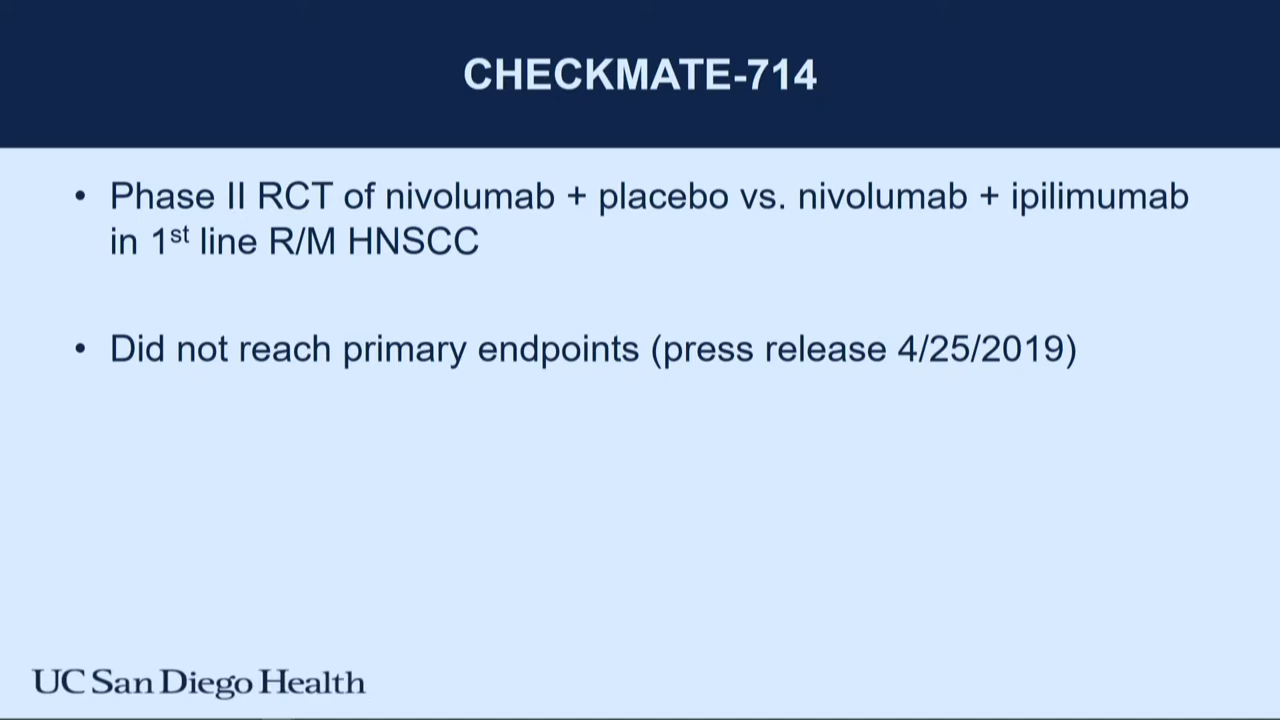 CHECKMATE-714
• Phase II RCT of nivolumab + placebo vs. nivolumab + ipilimumab
in 1st line R/M HNSCC
• Did not reach primary endpoints (press release 4/25/2019)
UC San Diego Health